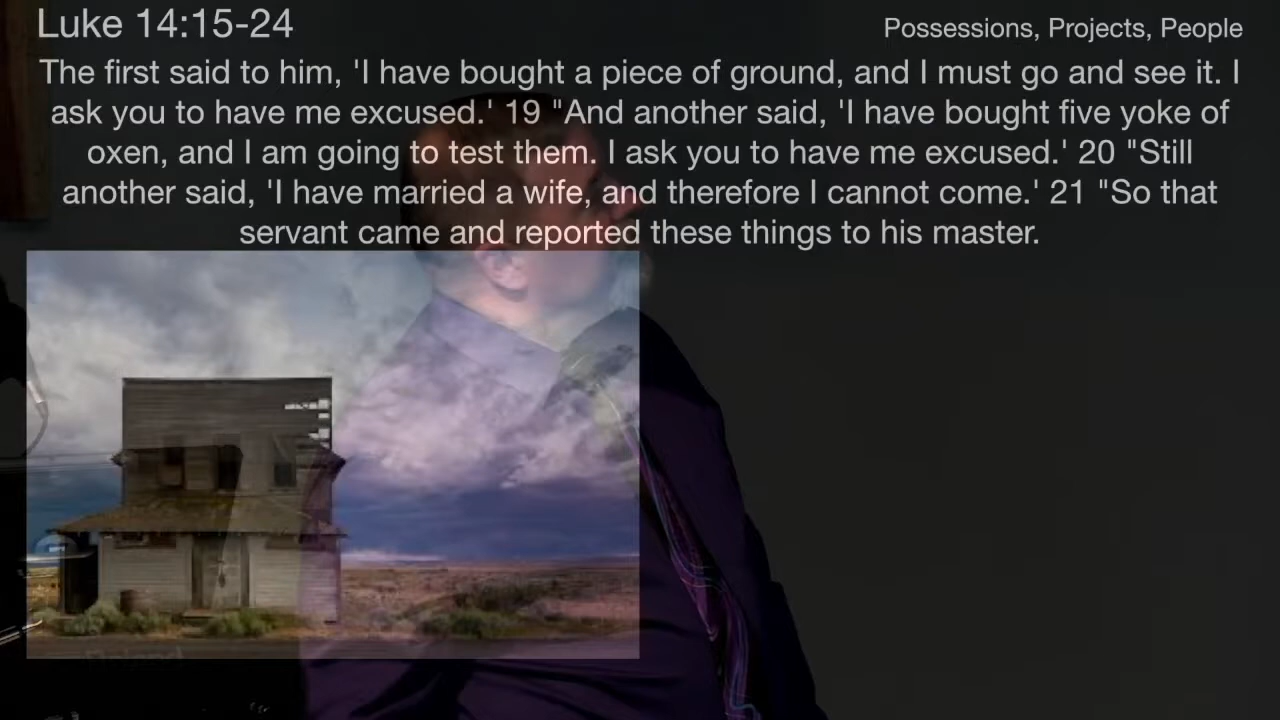 Luke 14:15-24
Possessions, Projects, People
The first said to him, 'I have bought a piece of ground, and I must go and see it. I
ask you to have me excused.' 19 "And another said, 'I have bought five yoke of
oxen, and I am going to test them. I ask you to have me excused.' 20 "Still
another said, 'I have married a wife, and therefore I cannot come.' 21 "So that
servant came and reported these things to his master.